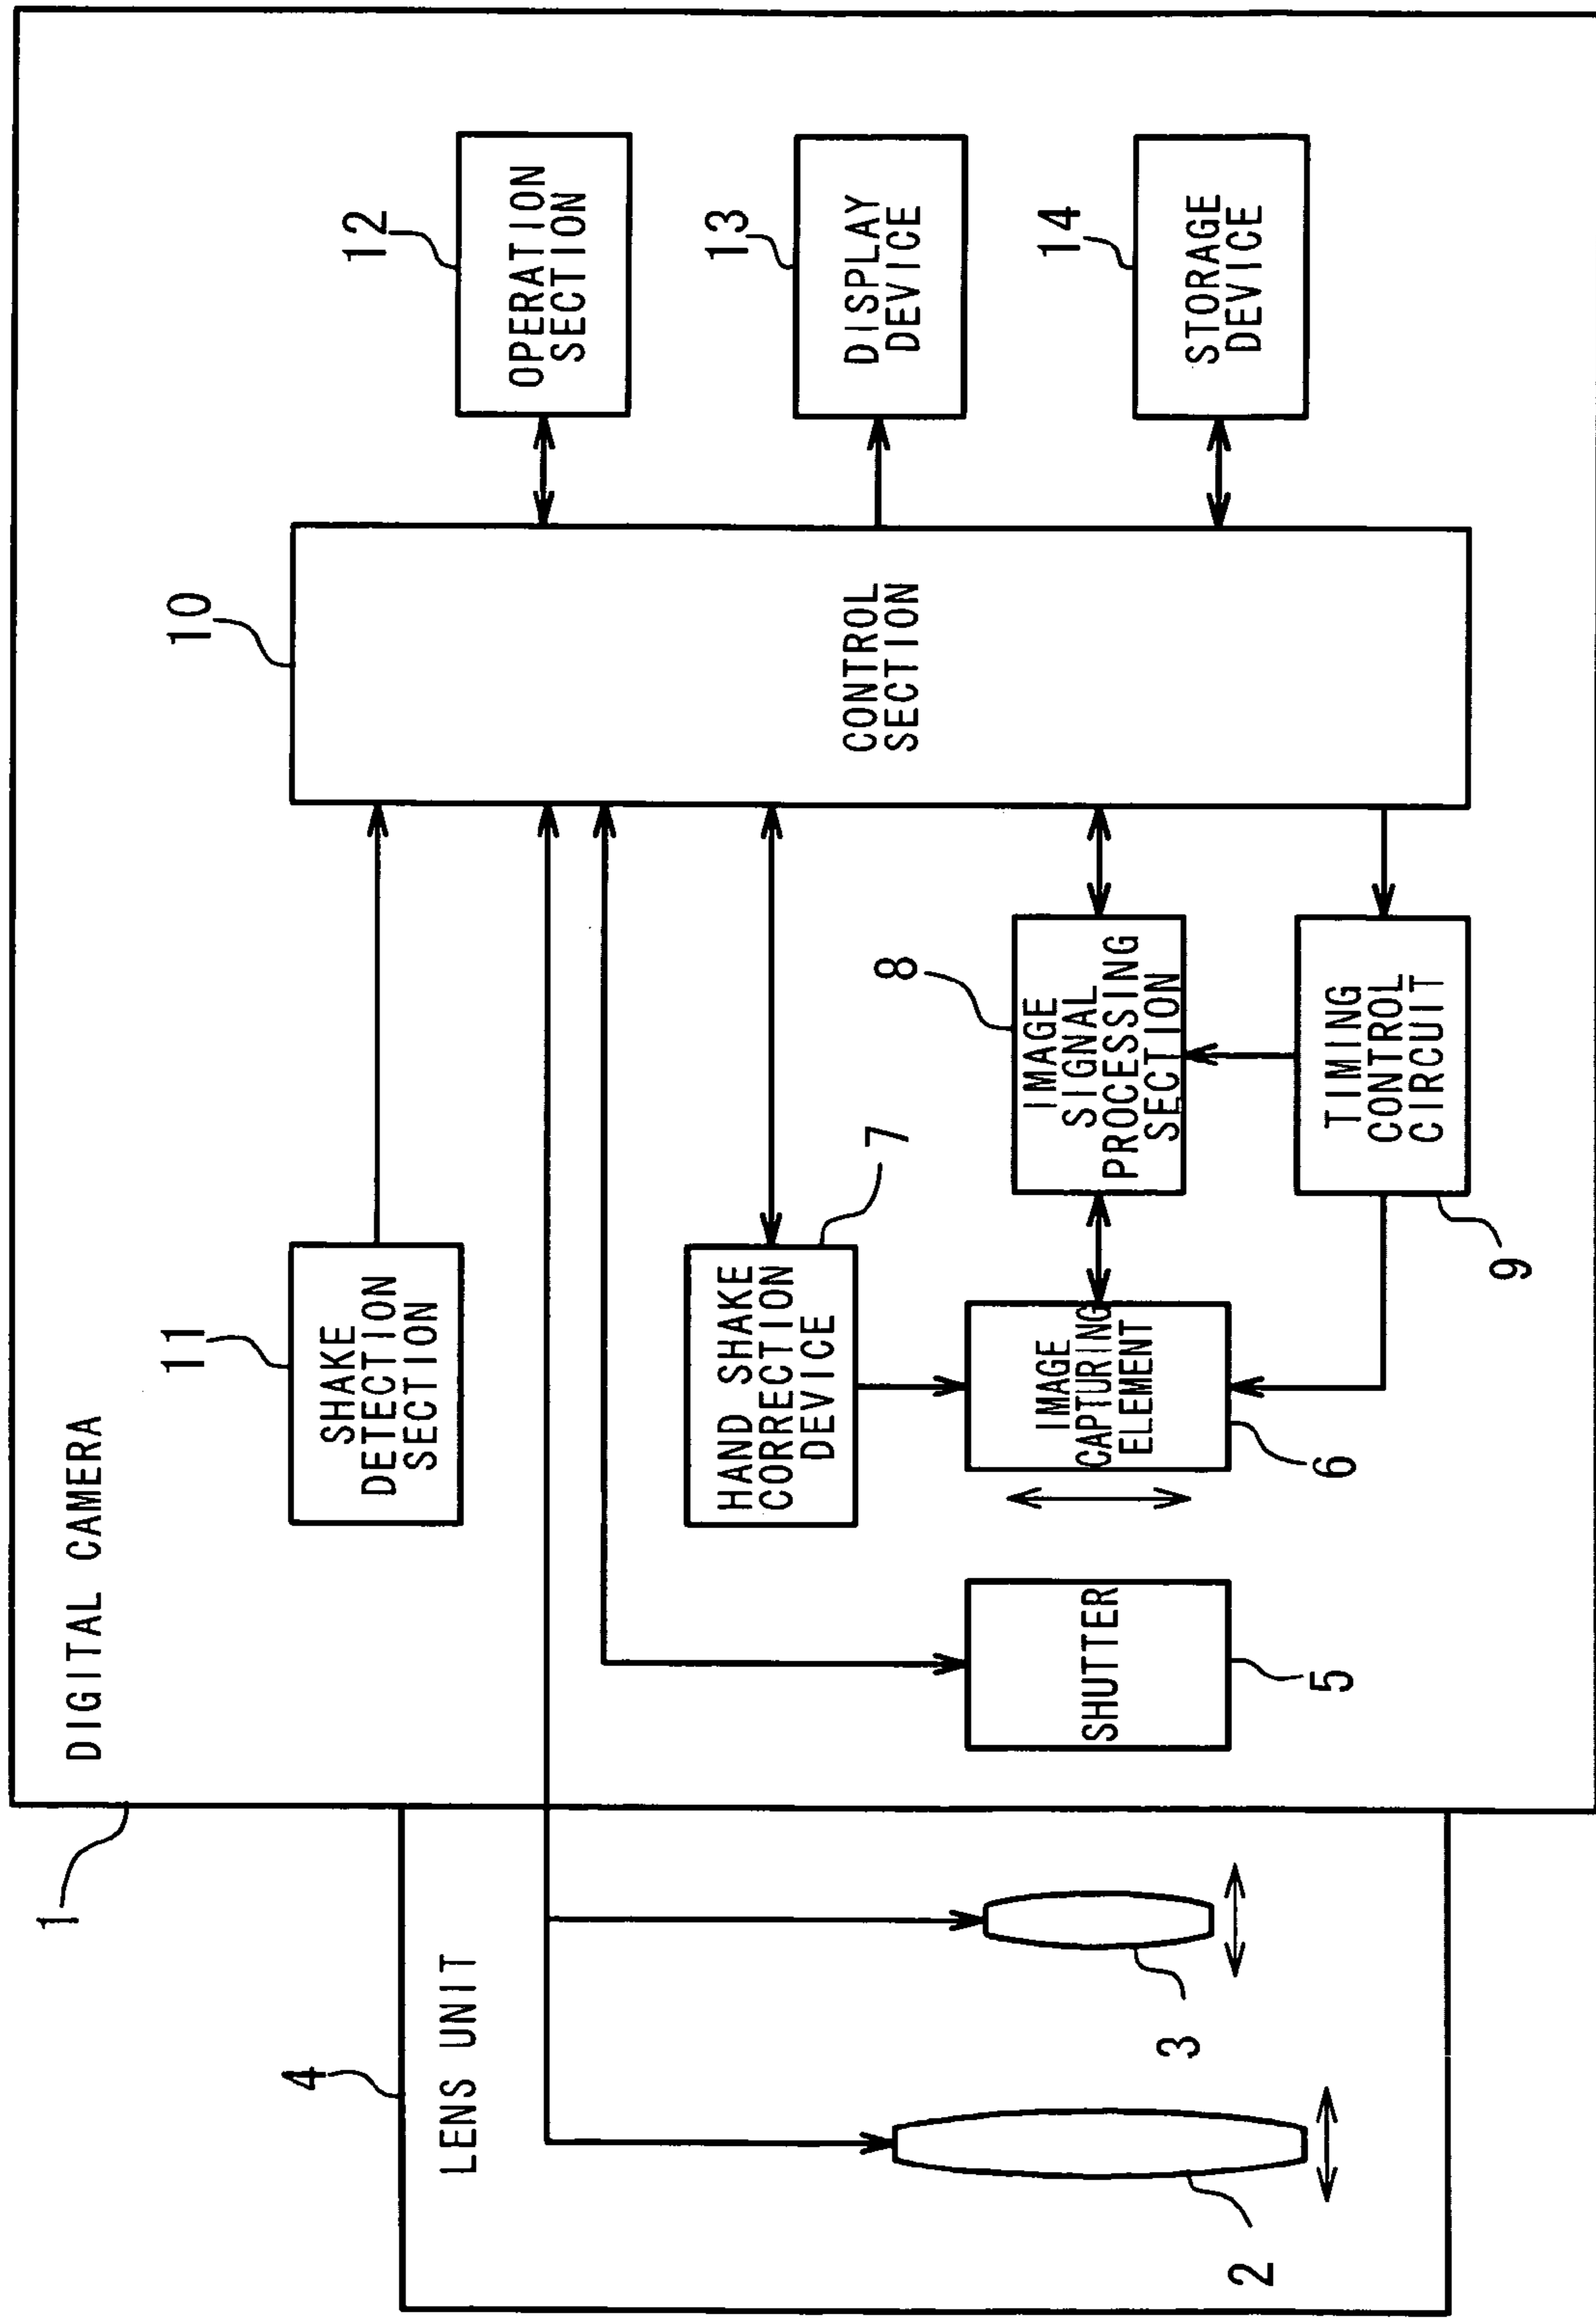 DIGITAL CAMERA
1
LENS UNIT
4
2
3
11
SHAKE
DETECTION
SECTION
10
CONTROL
SECTION
12
OPERATION
SECTION
13
DISPLAY
DEVICE
14
STORAGE
DEVICE
HAND SHAKE
CORRECTION
DEVICE
7
SHUTTER
5
IMAGE
CAPTURING
ELEMENT
6
8
IMAGE
SIGNAL
PROCESSING
SECTION
TIMING
CONTROL
CIRCUIT
9